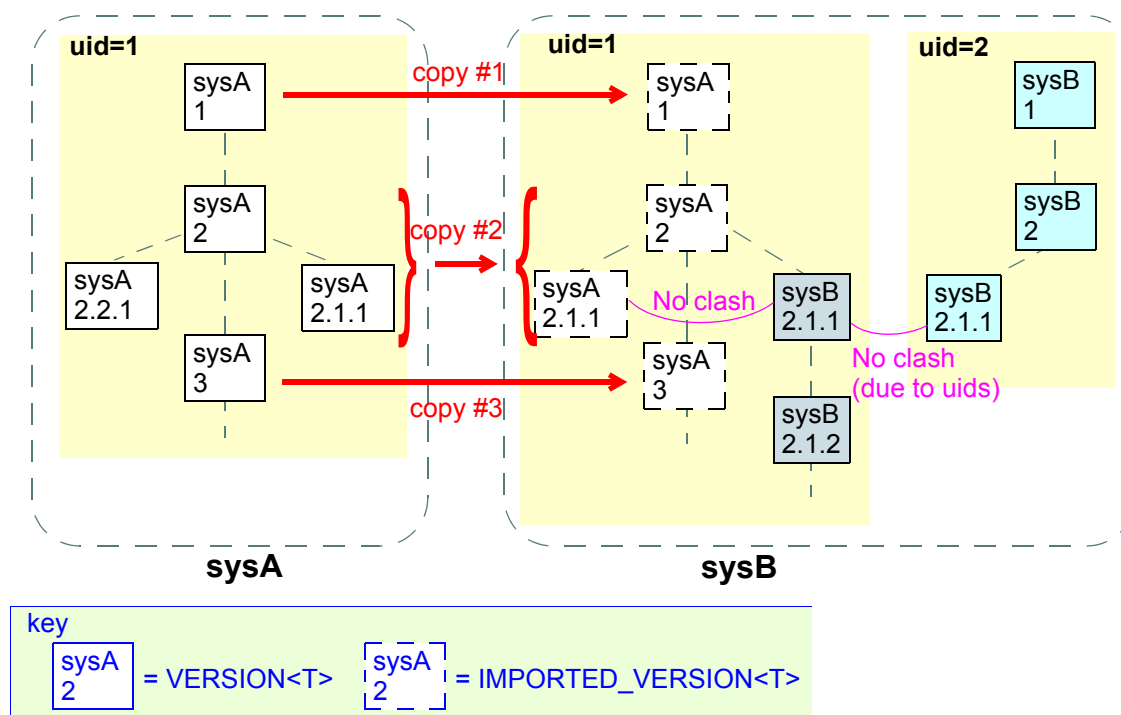 uid=1
sysA
1
sysA
2
sysA
2.2.1
sysA
2.1.1
sysA
3
sysA
copy #1
copy #2
copy #3
uid=1
sysA
1
sysA
2
sysA
2.1.1
No clash
sysB
2.1.1
sysA
3
sysB
2.1.2
uid=2
sysB
1
sysB
2
sysB
2.1.1
No clash
(due to uids)
sysB
key
sysA
2
= VERSION<T>
sysA
2
= IMPORTED_VERSION<T>